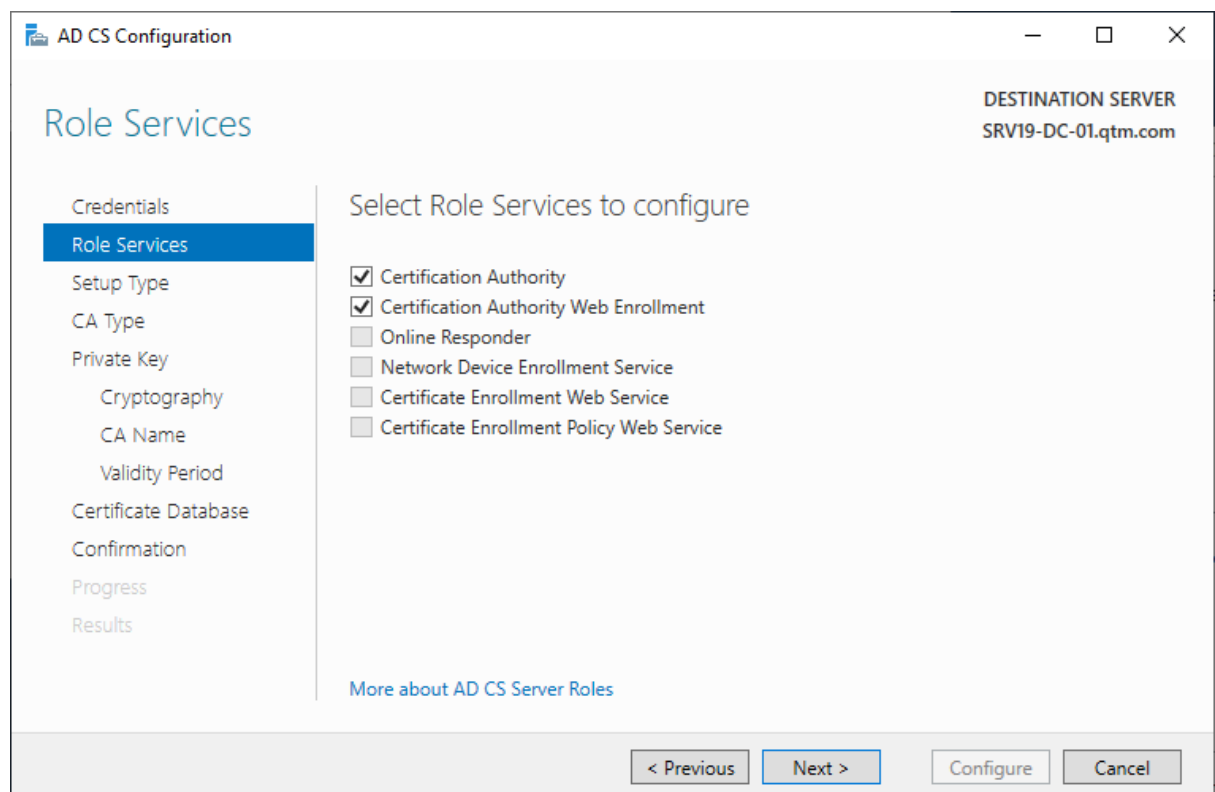 AD CS Configuration
Role Services
DESTINATION SERVER
SRV19-DC-01.qtm.com
Credentials
Role Services
Setup Type
CA Type
Private Key
Cryptography
CA Name
Validity Period
Certificate Database
Confirmation
Progress
Results
Select Role Services to configure
Certification Authority
Certification Authority Web Enrollment
Online Responder
Network Device Enrollment Service
Certificate Enrollment Web Service
Certificate Enrollment Policy Web Service
More about AD CS Server Roles
< Previous
Next >
Configure
Cancel